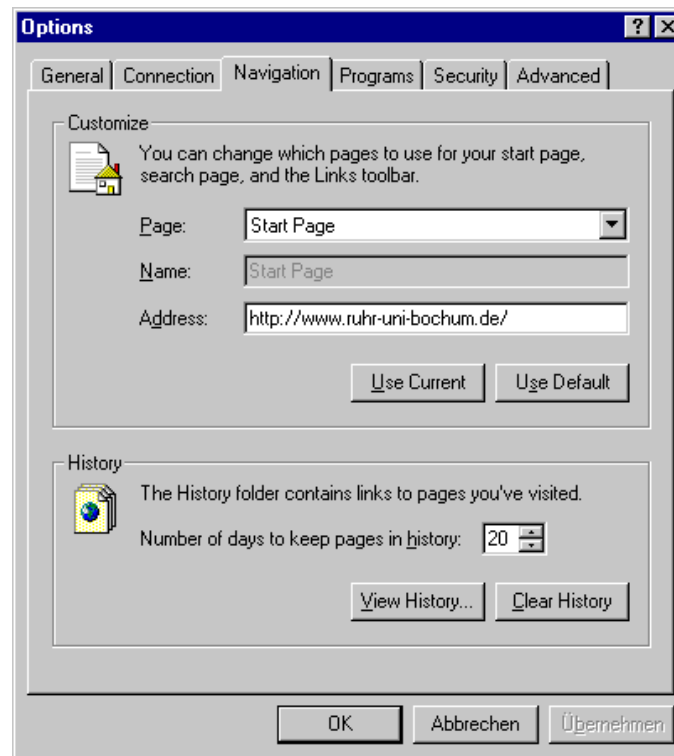 Options
General Connection Navigation Programs Security Advanced
Customize
You can change which pages to use for your start page,
search page, and the Links toolbar.
Page: Start Page
Name: Start Page
Address: http://www.ruhr-uni-bochum.de/
Use Current Use Default
History
The History folder contains links to pages you've visited.
Number of days to keep pages in history: 20
View History... Clear History
OK Abbrechen Übernehmen